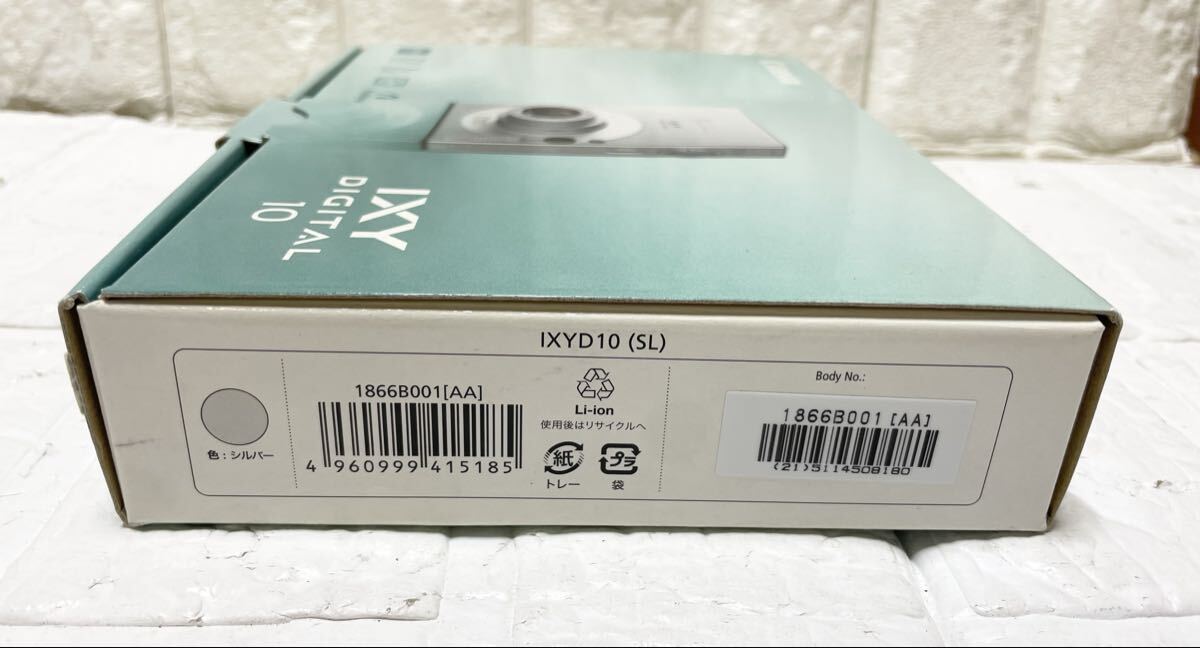 IXY
DIGITAL
10
IXYD10 (SL)
色：シルバー
1866B001[AA]
4 960999 415185
Li-ion
使用後はリサイクルへ
紙
トレー
プラ
袋
Body No.:
1866B001 [AA]
(21)5114508180